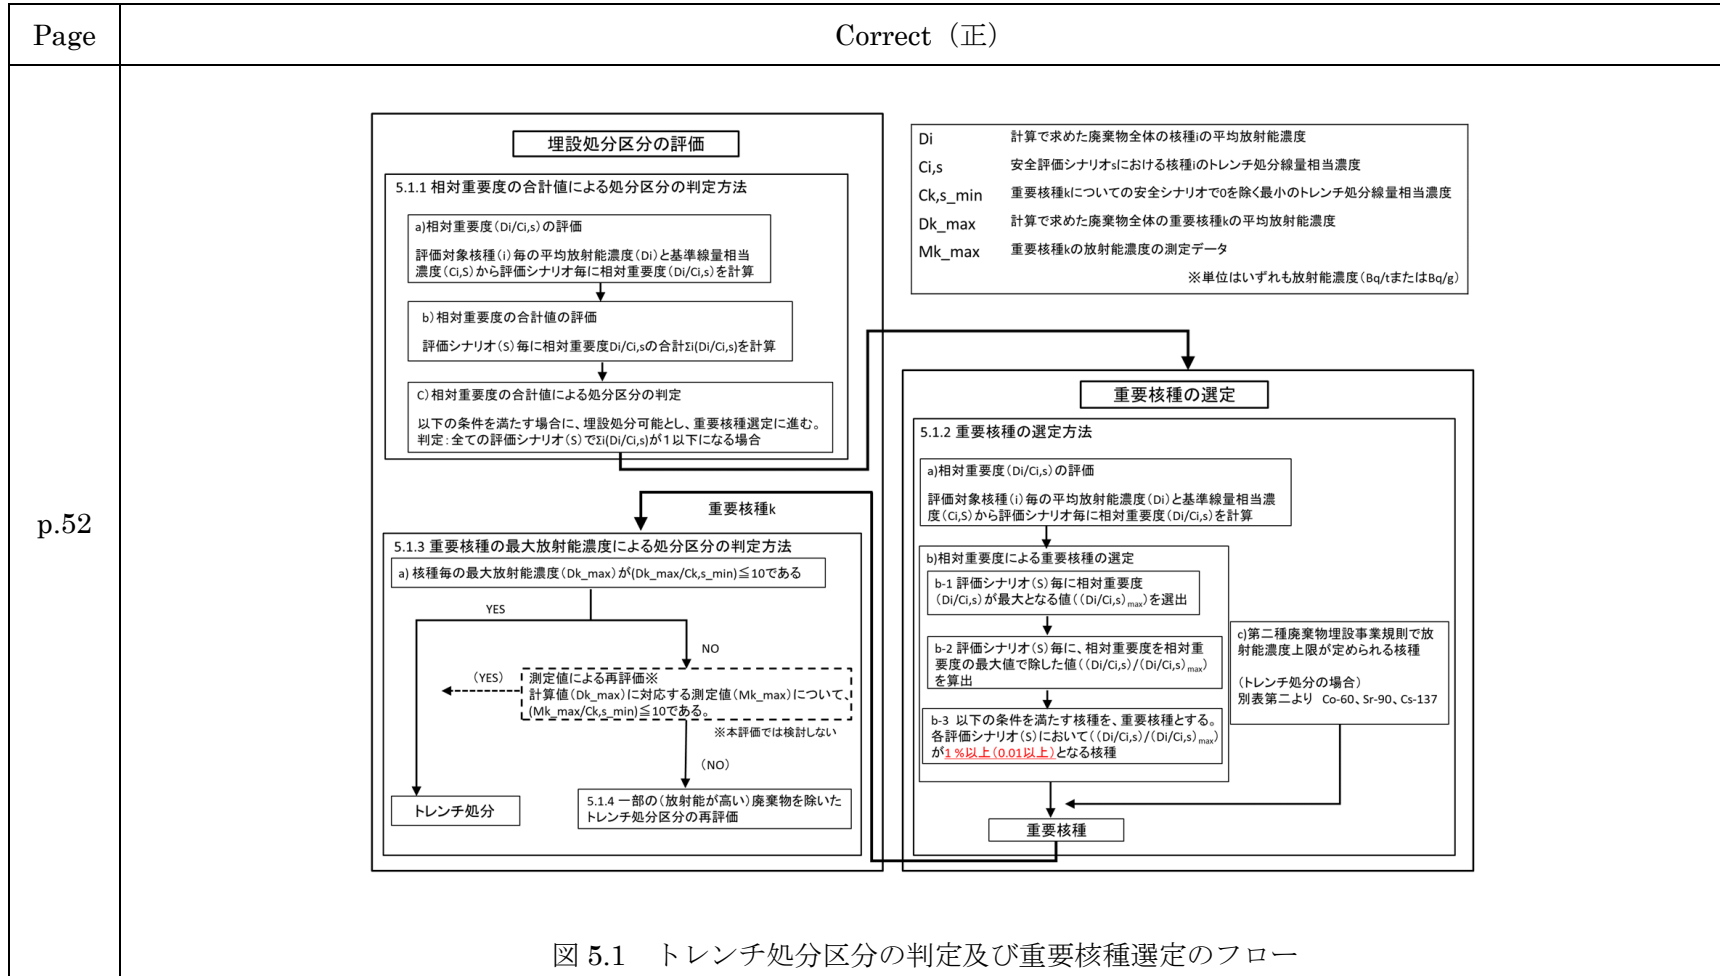 Page
Correct（正）
p.52
埋設処分区分の評価
5.1.1 相対重要度の合計値による処分区分の判定方法
a)相対重要度（Di/Ci,s）の評価
評価対象核種（i）毎の平均放射能濃度（Di）と基準線量相当
濃度（Ci,S）から評価シナリオ毎に相対重要度（Di/Ci,s）を計算
b）相対重要度の合計値の評価
評価シナリオ（S）毎に相対重要度Di/Ci,sの合計Σi(Di/Ci,s)を計算
C）相対重要度の合計値による処分区分の判定
以下の条件を満たす場合に、埋設処分可能とし、重要核種選定に進む。
判定：全ての評価シナリオ（S）でΣi(Di/Ci,s)が１以下になる場合
Di 計算で求めた廃棄物全体の核種iの平均放射能濃度
Ci,s 安全評価シナリオsにおける核種iのトレンチ処分線量相当濃度
Ck,s_min 重要核種kについての安全シナリオで0を除く最小のトレンチ処分線量相当濃度
Dk_max 計算で求めた廃棄物全体の重要核種kの平均放射能濃度
Mk_max 重要核種kの放射能濃度の測定データ
※単位はいずれも放射能濃度（Bq/tまたはBq/g）
重要核種の選定
5.1.2 重要核種の選定方法
a)相対重要度（Di/Ci,s）の評価
評価対象核種（i）毎の平均放射能濃度（Di）と基準線量相当濃
度（Ci,S）から評価シナリオ毎に相対重要度（Di/Ci,s）を計算
b)相対重要度による重要核種の選定
b-1 評価シナリオ（S）毎に相対重要度
（Di/Ci,s）が最大となる値（(Di/Ci,s)max）を選出
b-2 評価シナリオ（S）毎に、相対重要度を相対重
要度の最大値で除した値（(Di/Ci,s)/(Di/Ci,s)max）
を算出
b-3 以下の条件を満たす核種を、重要核種とする。
各評価シナリオ（S）において（(Di/Ci,s)/(Di/Ci,s)max）
が1％以上（0.01以上）となる核種
c)第二種廃棄物埋設事業規則で放
射能濃度上限が定められる核種
（トレンチ処分の場合）
別表第二より Co-60、Sr-90、Cs-137
重要核種
重要核種k
5.1.3 重要核種の最大放射能濃度による処分区分の判定方法
a) 核種毎の最大放射能濃度（Dk_max）が(Dk_max/Ck,s_min)≦10である
YES
NO
（YES）
測定値による再評価※
計算値（Dk_max）に対応する測定値（Mk_max）について、
(Mk_max/Ck,s_min)≦10である。
※本評価では検討しない
（NO）
トレンチ処分
5.1.4 一部の（放射能が高い）廃棄物を除いた
トレンチ処分区分の再評価
図 5.1 トレンチ処分区分の判定及び重要核種選定のフロー